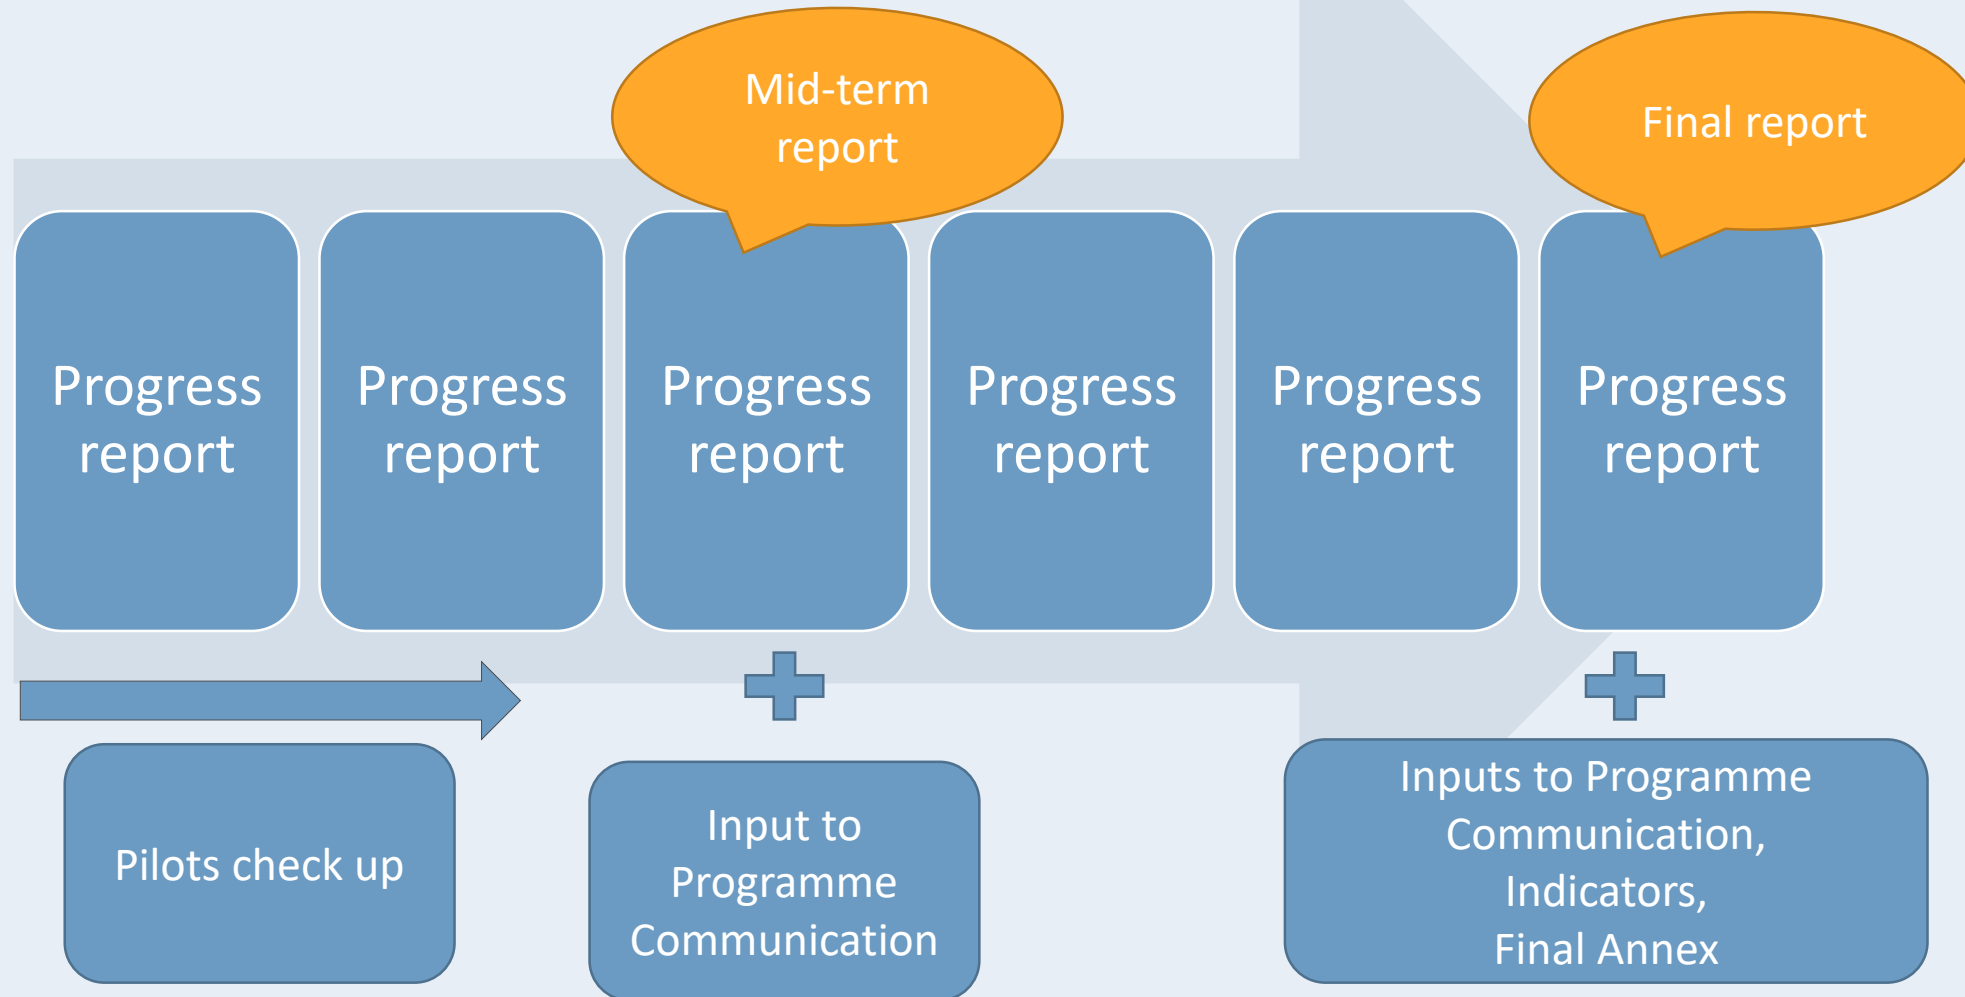 Mid-term
report
Final report
Progress
report
Progress
report
Progress
report
Progress
report
Progress
report
Progress
report
Pilots check up
Input to
Programme
Communication
Inputs to Programme
Communication,
Indicators,
Final Annex